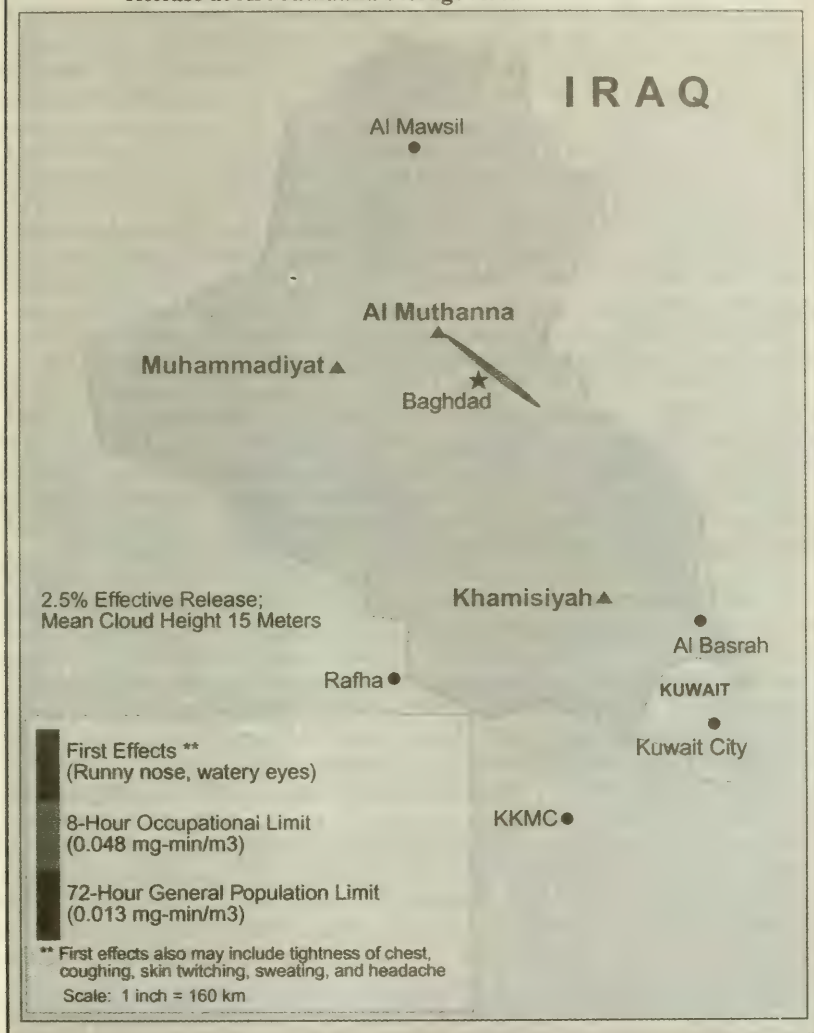 IRAQ
Al Mawsil
Al Muthanna
Muhammadiyat
Baghdad
2.5% Effective Release;
Mean Cloud Height 15 Meters
Khamisiyah
Al Basrah
Rafha
KUWAIT
Kuwait City
First Effects **
(Runny nose, watery eyes)
8-Hour Occupational Limit
(0.048 mg-min/m3)
KKMC
72-Hour General Population Limit
(0.013 mg-min/m3)
** First effects also may include tightness of chest,
coughing, skin twitching, sweating, and headache
Scale: 1 inch = 160 km